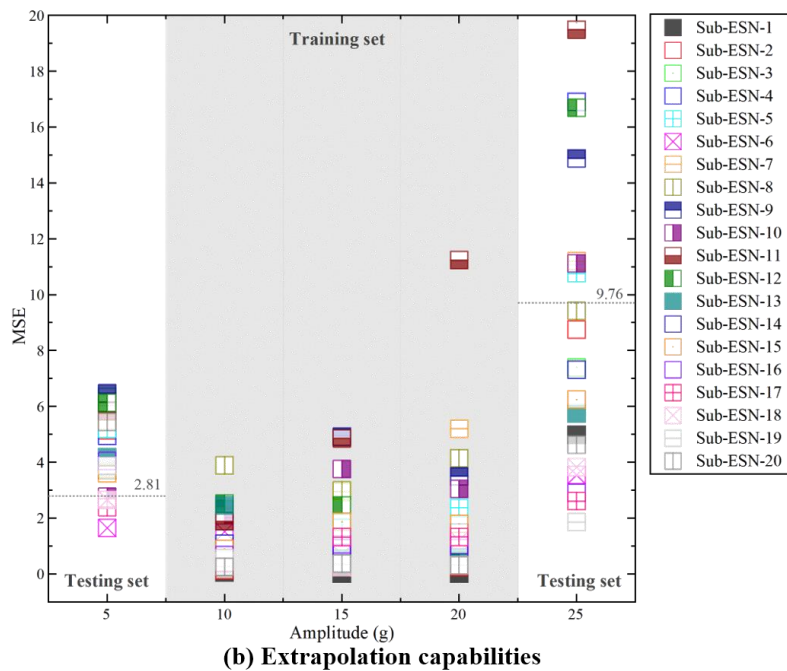 20
18
16
14
12
10
8
6
4
2
0
MSE
Training set
2.81
9.76
Testing set
Testing set
5
10
15
20
25
Amplitude (g)
Sub-ESN-1
Sub-ESN-2
Sub-ESN-3
Sub-ESN-4
Sub-ESN-5
Sub-ESN-6
Sub-ESN-7
Sub-ESN-8
Sub-ESN-9
Sub-ESN-10
Sub-ESN-11
Sub-ESN-12
Sub-ESN-13
Sub-ESN-14
Sub-ESN-15
Sub-ESN-16
Sub-ESN-17
Sub-ESN-18
Sub-ESN-19
Sub-ESN-20
(b) Extrapolation capabilities